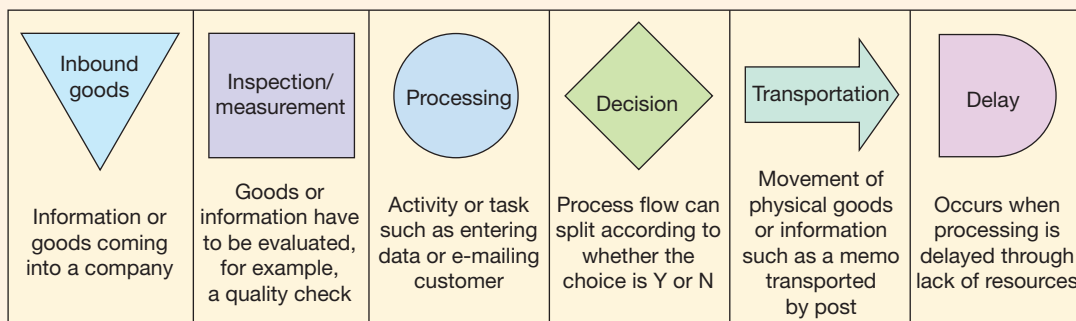 Inbound
goods
Inspection/
measurement
Processing
Decision
Transportation
Delay
Information or
goods coming
into a company
Goods or
information have
to be evaluated,
for example,
a quality check
Activity or task
such as entering
data or e-mailing
customer
Process flow can
split according to
whether the
choice is Y or N
Movement of
physical goods
or information
such as a memo
transported
by post
Occurs when
processing is
delayed through
lack of resources